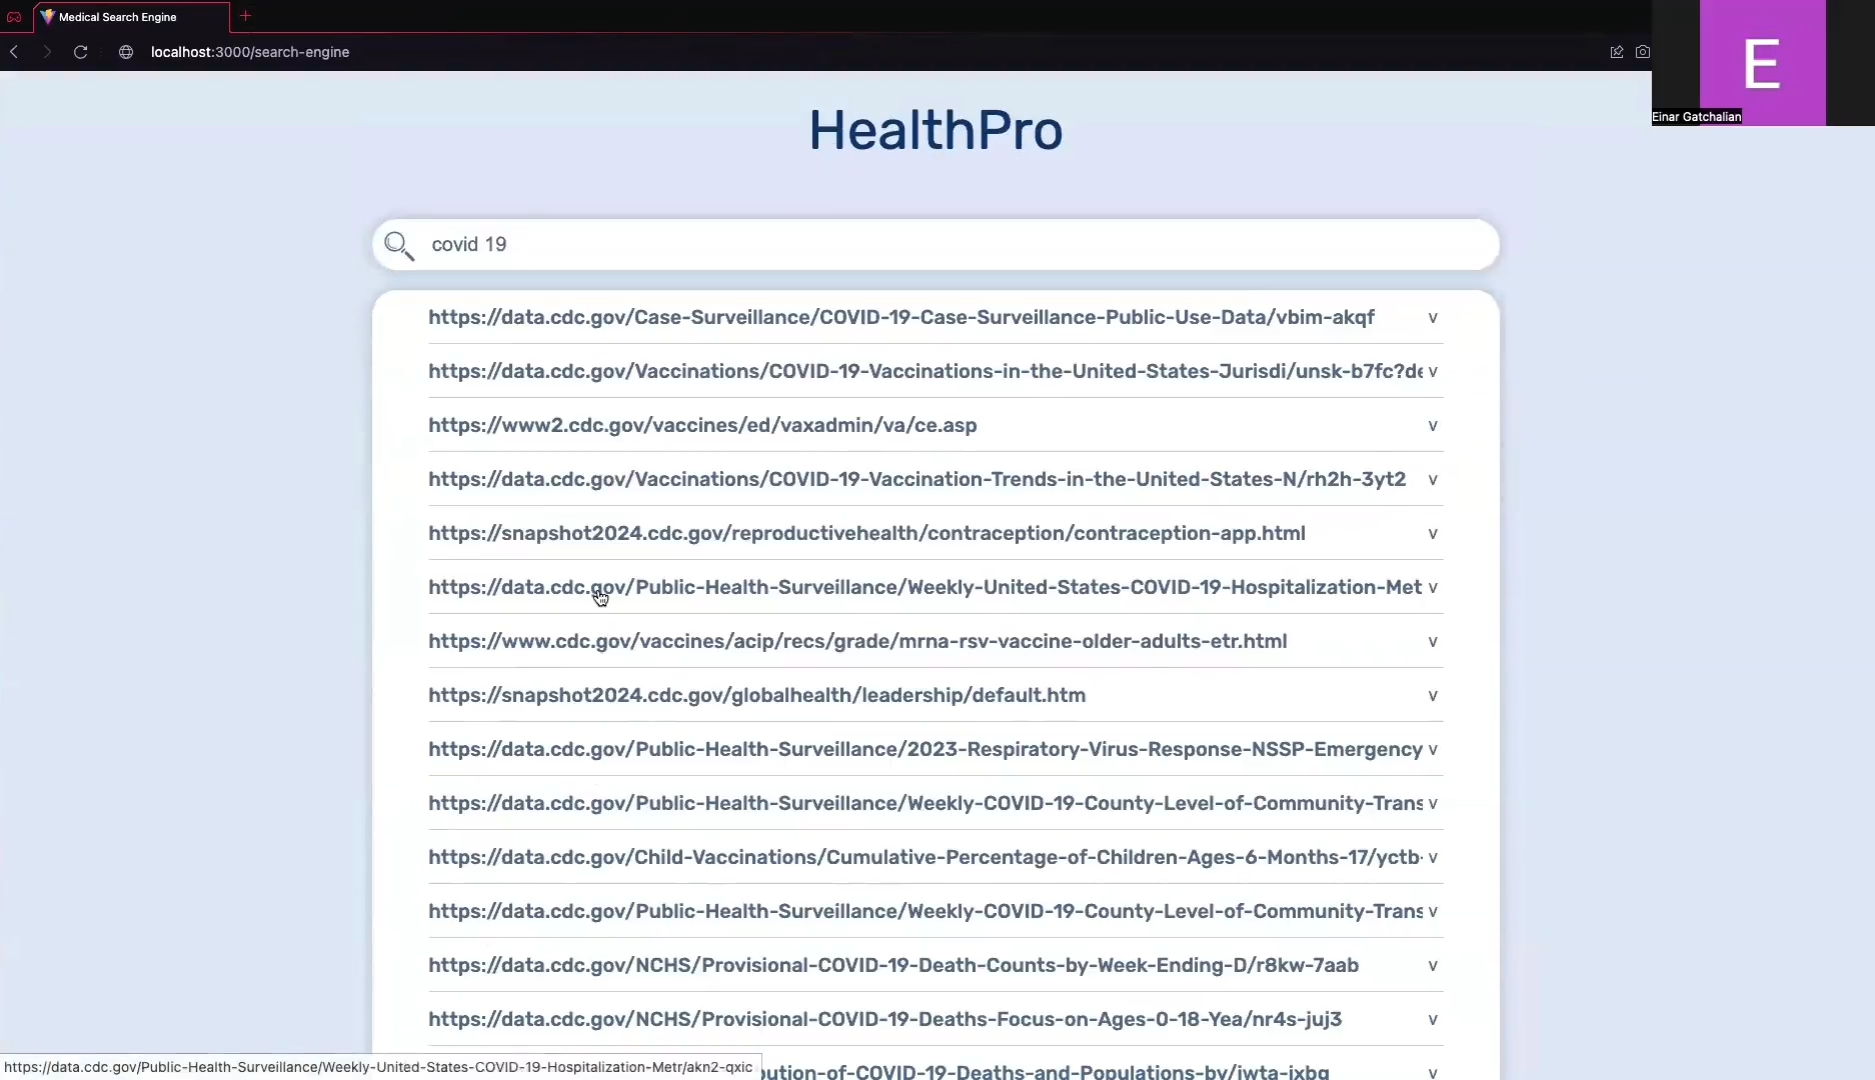 Medical Search Engine
localhost:3000/search-engine
E
Einar Gatchalian
HealthPro
covid 19
https://data.cdc.gov/Case-Surveillance/COVID-19-Case-Surveillance-Public-Use-Data/vbim-akqf v
https://data.cdc.gov/Vaccinations/COVID-19-Vaccinations-in-the-United-States-Jurisdi/unsk-b7fc?de v
https://www2.cdc.gov/vaccines/ed/vaxadmin/va/ce.asp v
https://data.cdc.gov/Vaccinations/COVID-19-Vaccination-Trends-in-the-United-States-N/rh2h-3yt2 v
https://snapshot2024.cdc.gov/reproductivehealth/contraception/contraception-app.html v
https://data.cdc.gov/Public-Health-Surveillance/Weekly-United-States-COVID-19-Hospitalization-Met v
https://www.cdc.gov/vaccines/acip/recs/grade/mrna-rsv-vaccine-older-adults-etr.html v
https://snapshot2024.cdc.gov/globalhealth/leadership/default.htm v
https://data.cdc.gov/Public-Health-Surveillance/2023-Respiratory-Virus-Response-NSSP-Emergency v
https://data.cdc.gov/Public-Health-Surveillance/Weekly-COVID-19-County-Level-of-Community-Trans v
https://data.cdc.gov/Child-Vaccinations/Cumulative-Percentage-of-Children-Ages-6-Months-17/yctb- v
https://data.cdc.gov/Public-Health-Surveillance/Weekly-COVID-19-County-Level-of-Community-Trans v
https://data.cdc.gov/NCHS/Provisional-COVID-19-Death-Counts-by-Week-Ending-D/r8kw-7aab v
https://data.cdc.gov/NCHS/Provisional-COVID-19-Deaths-Focus-on-Ages-0-18-Yea/nr4s-juj3 v
bution-of-COVID-19-Deaths-and-Populations-by/jwta-jxbg v
https://data.cdc.gov/Public-Health-Surveillance/Weekly-United-States-COVID-19-Hospitalization-Metr/akn2-qxic